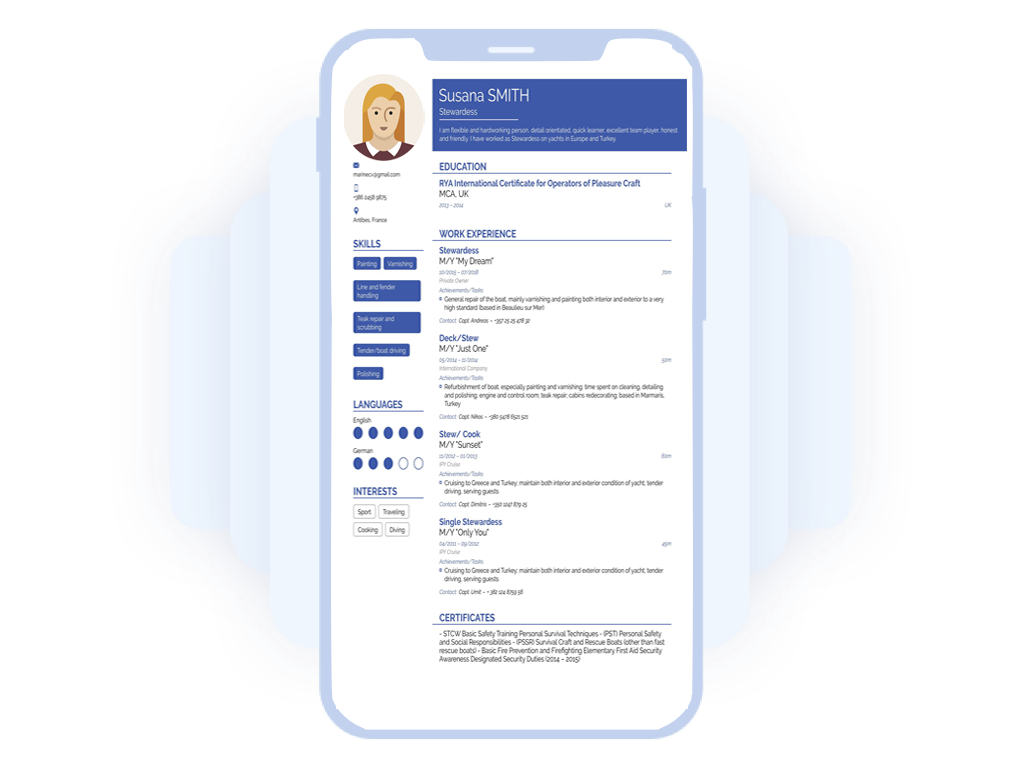 Susana SMITH
Stewardess
I am flexible and hardworking person, detail orientated, quick learner, excellent team player, honest
and friendly. I have worked as Stewardess on yachts in Europe and Turkey.
marinecv@gmail.com
+386 0458 9875
Antibes, France
SKILLS
Painting
Varnishing
Line and fender
handling
Teak repair and
scrubbing
Tender/boat driving
Polishing
LANGUAGES
English
German
INTERESTS
Sport
Traveling
Cooking
Diving
EDUCATION
RYA International Certificate for Operators of Pleasure Craft
MCA, UK
2013 – 2014
UK
WORK EXPERIENCE
Stewardess
M/Y "My Dream"
10/2015 – 07/2018
70m
Private Owner
Achievements/Tasks
General repair of the boat, mainly varnishing and painting both interior and exterior to a very
high standard (based in Beaulieu sur Mer)
Contact: Capt. Andreas – +357 25 25 478 32
Deck/Stew
M/Y "Just One"
05/2014 – 11/2014
50m
International Company
Achievements/Tasks
Refurbishment of boat, especially painting and varnishing; time spent on cleaning, detailing
and polishing; engine and control room, teak repair, cabins redecorating; based in Marmaris,
Turkey
Contact: Capt. Nikos – +380 5478 6521 521
Stew/ Cook
M/Y "Sunset"
11/2012 – 01/2013
60m
IPY Cruise
Achievements/Tasks
Cruising to Greece and Turkey; maintain both interior and exterior condition of yacht, tender
driving, serving guests
Contact: Capt. Dimitris – +350 1247 879 25
Single Stewardess
M/Y "Only You"
04/2011 – 09/2012
45m
IPY Cruise
Achievements/Tasks
Cruising to Greece and Turkey; maintain both interior and exterior condition of yacht, tender
driving, serving guests
Contact: Capt. Umit – + 382 124 8759 58
CERTIFICATES
- STCW Basic Safety Training Personal Survival Techniques - (PST) Personal Safety
and Social Responsibilities - (PSSR) Survival Craft and Rescue Boats (other than fast
rescue boats) - Basic Fire Prevention and Firefighting Elementary First Aid Security
Awareness Designated Security Duties (2014 – 2015)